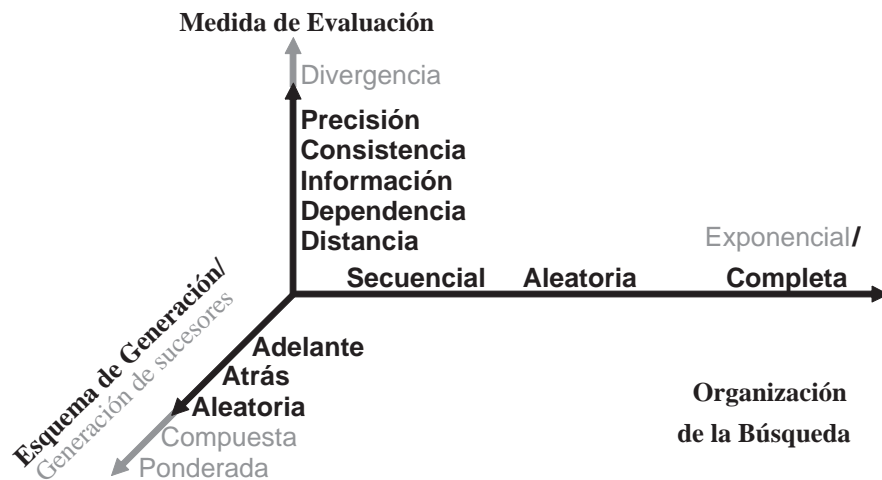 Medida de Evaluación
Divergencia
Precisión
Consistencia
Información
Dependencia
Distancia
Exponencial/
Secuencial Aleatoria Completa
Esquema de Generación/
Generación de sucesores
Adelante
Atrás
Aleatoria
Compuesta
Ponderada
Organización
de la Búsqueda